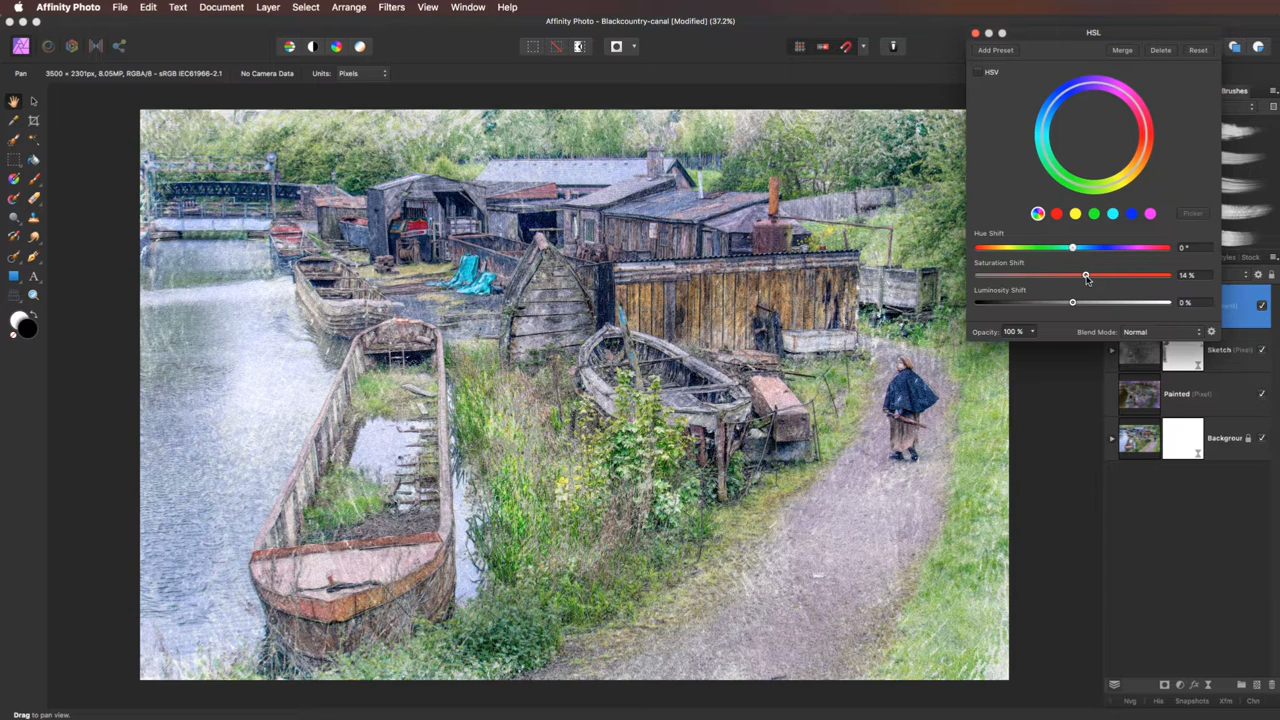 Affinity Photo File Edit Text Document Layer Select Arrange Filters View Window Help
Affinity Photo - Blackcountry-canal [Modified] (37.2%)
HSL
Add Preset Merge Delete Reset
Pan 3500 × 2301px, 8.05MP, RGBA/8 - sRGB IEC61966-2.1 No Camera Data Units: Pixels
HSV
Brushes
Picker
Hue Shift
0 °
Saturation Shift
Stock
14 %
Luminosity Shift
0 %
Opacity: 100 % Blend Mode: Normal
Sketch (Pixel)
Painted (Pixel)
Backgrour
Nvg His Snapshots Xfm Chn
Drag to pan view.